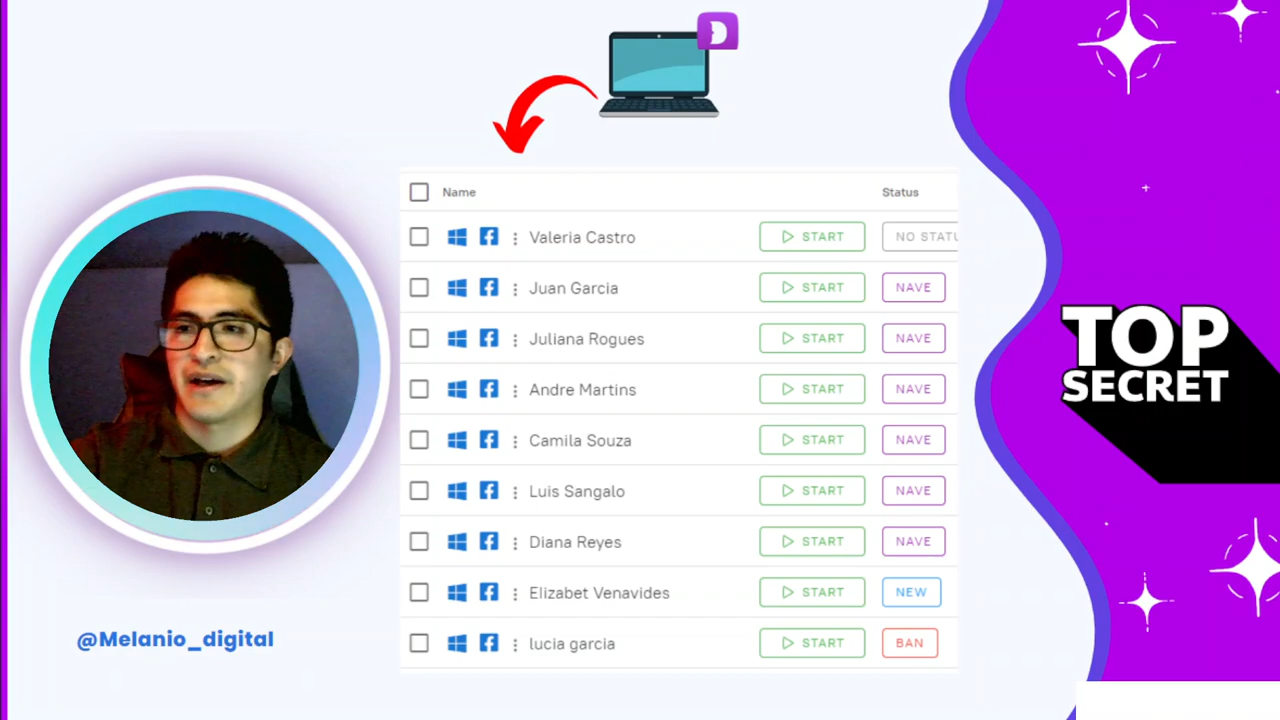 Name Status
Valeria Castro START NO STATU
Juan Garcia START NAVE
Juliana Rogues START NAVE
Andre Martins START NAVE
Camila Souza START NAVE
Luis Sangalo START NAVE
Diana Reyes START NAVE
Elizabet Venavides START NEW
lucia garcia START BAN
@Melanio_digital
TOP
SECRET